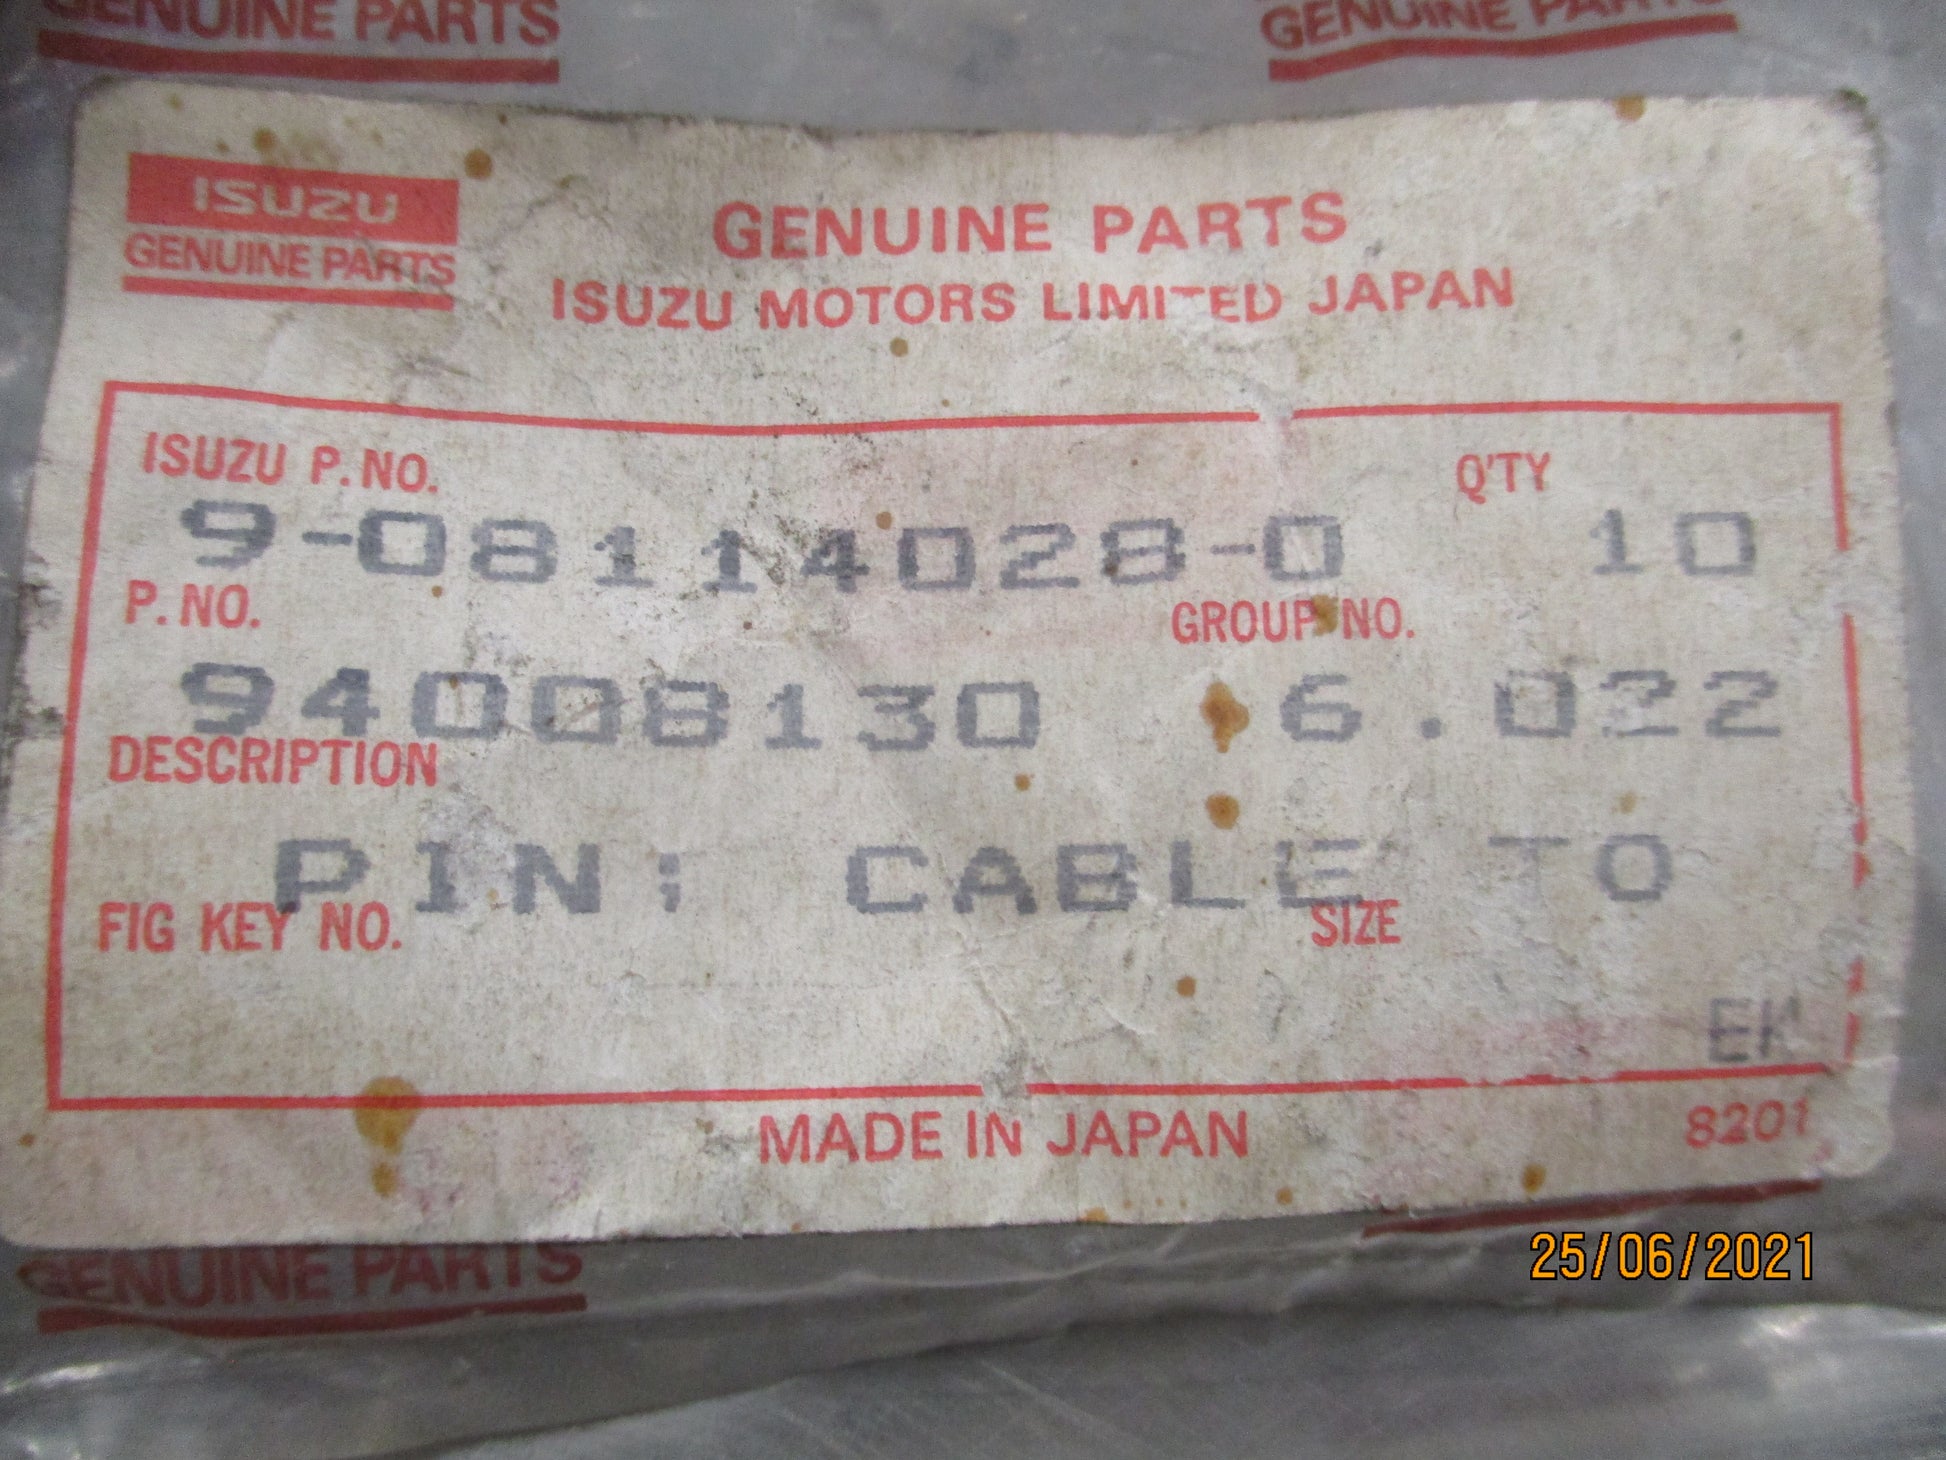 GENUINE PARTS
GENUINE PARTS
ISUZU
GENUINE PARTS
GENUINE PARTS
ISUZU MOTORS LIMITED JAPAN
ISUZU P.NO.
Q'TY
9-08114028-0 10
P.NO.
GROUP NO.
94008130 6.022
DESCRIPTION
PIN; CABLE TO
FIG KEY NO.
SIZE
MADE IN JAPAN
8201
GENUINE PARTS
25/06/2021